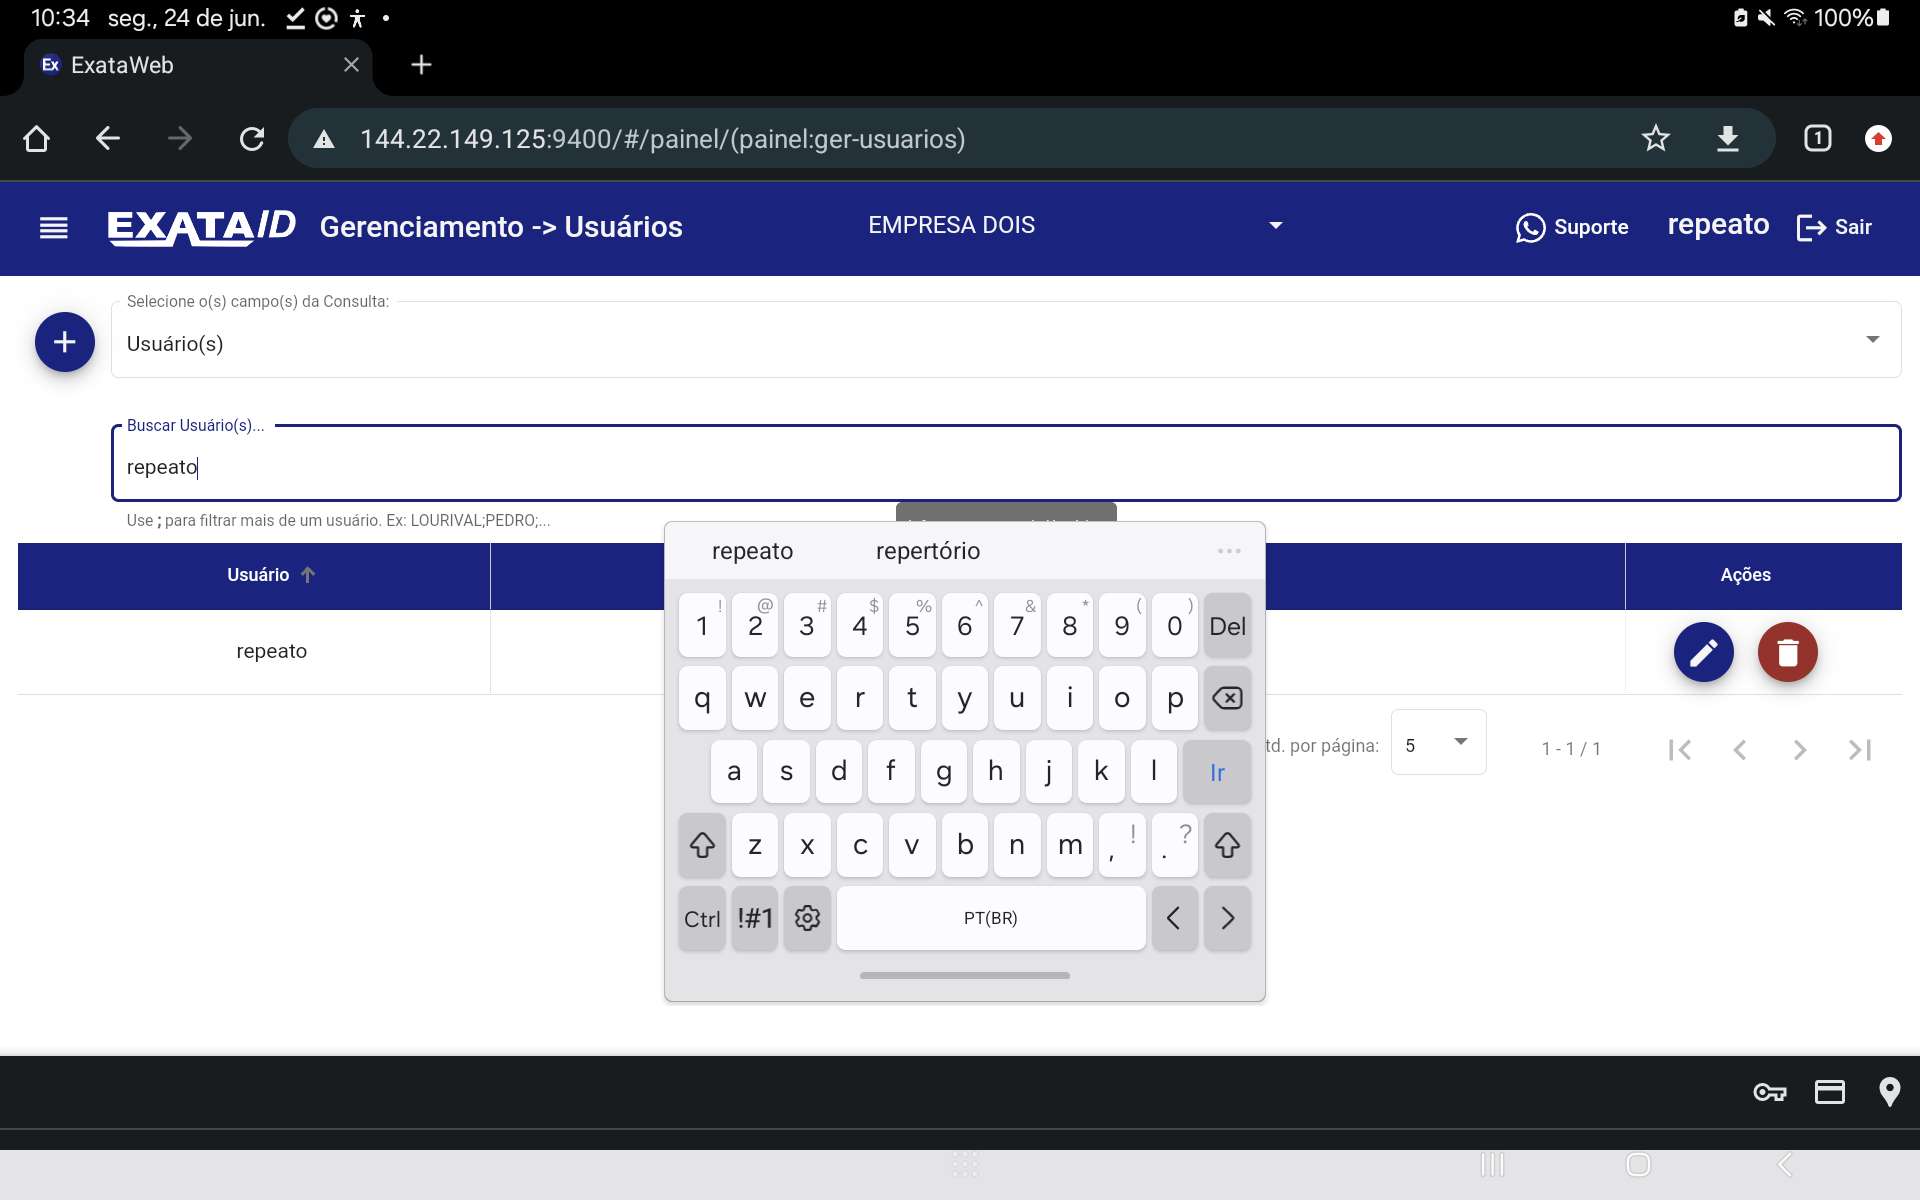 10:34 seg., 24 de jun. 100%
Ex ExataWeb
144.22.149.125:9400/#/painel/(painel:ger-usuarios) 1
EXATA/ID Gerenciamento -> Usuários EMPRESA DOIS Suporte repeato Sair
Selecione o(s) campo(s) da Consulta:
+ Usuário(s)
Buscar Usuário(s)...
repeato
Use ; para filtrar mais de um usuário. Ex: LOURIVAL;PEDRO;...
repeato repertório ...
Usuário Ações
1 ! 2 @ 3 # 4 $ 5 % 6 ^ 7 & 8 * 9 ( 0 ) Del
repeato
q w e r t y u i o p
td. por página: 5 1 - 1 / 1
a s d f g h j k l Ir
z x c v b n m , ! . ?
Ctrl !#1 PT(BR)